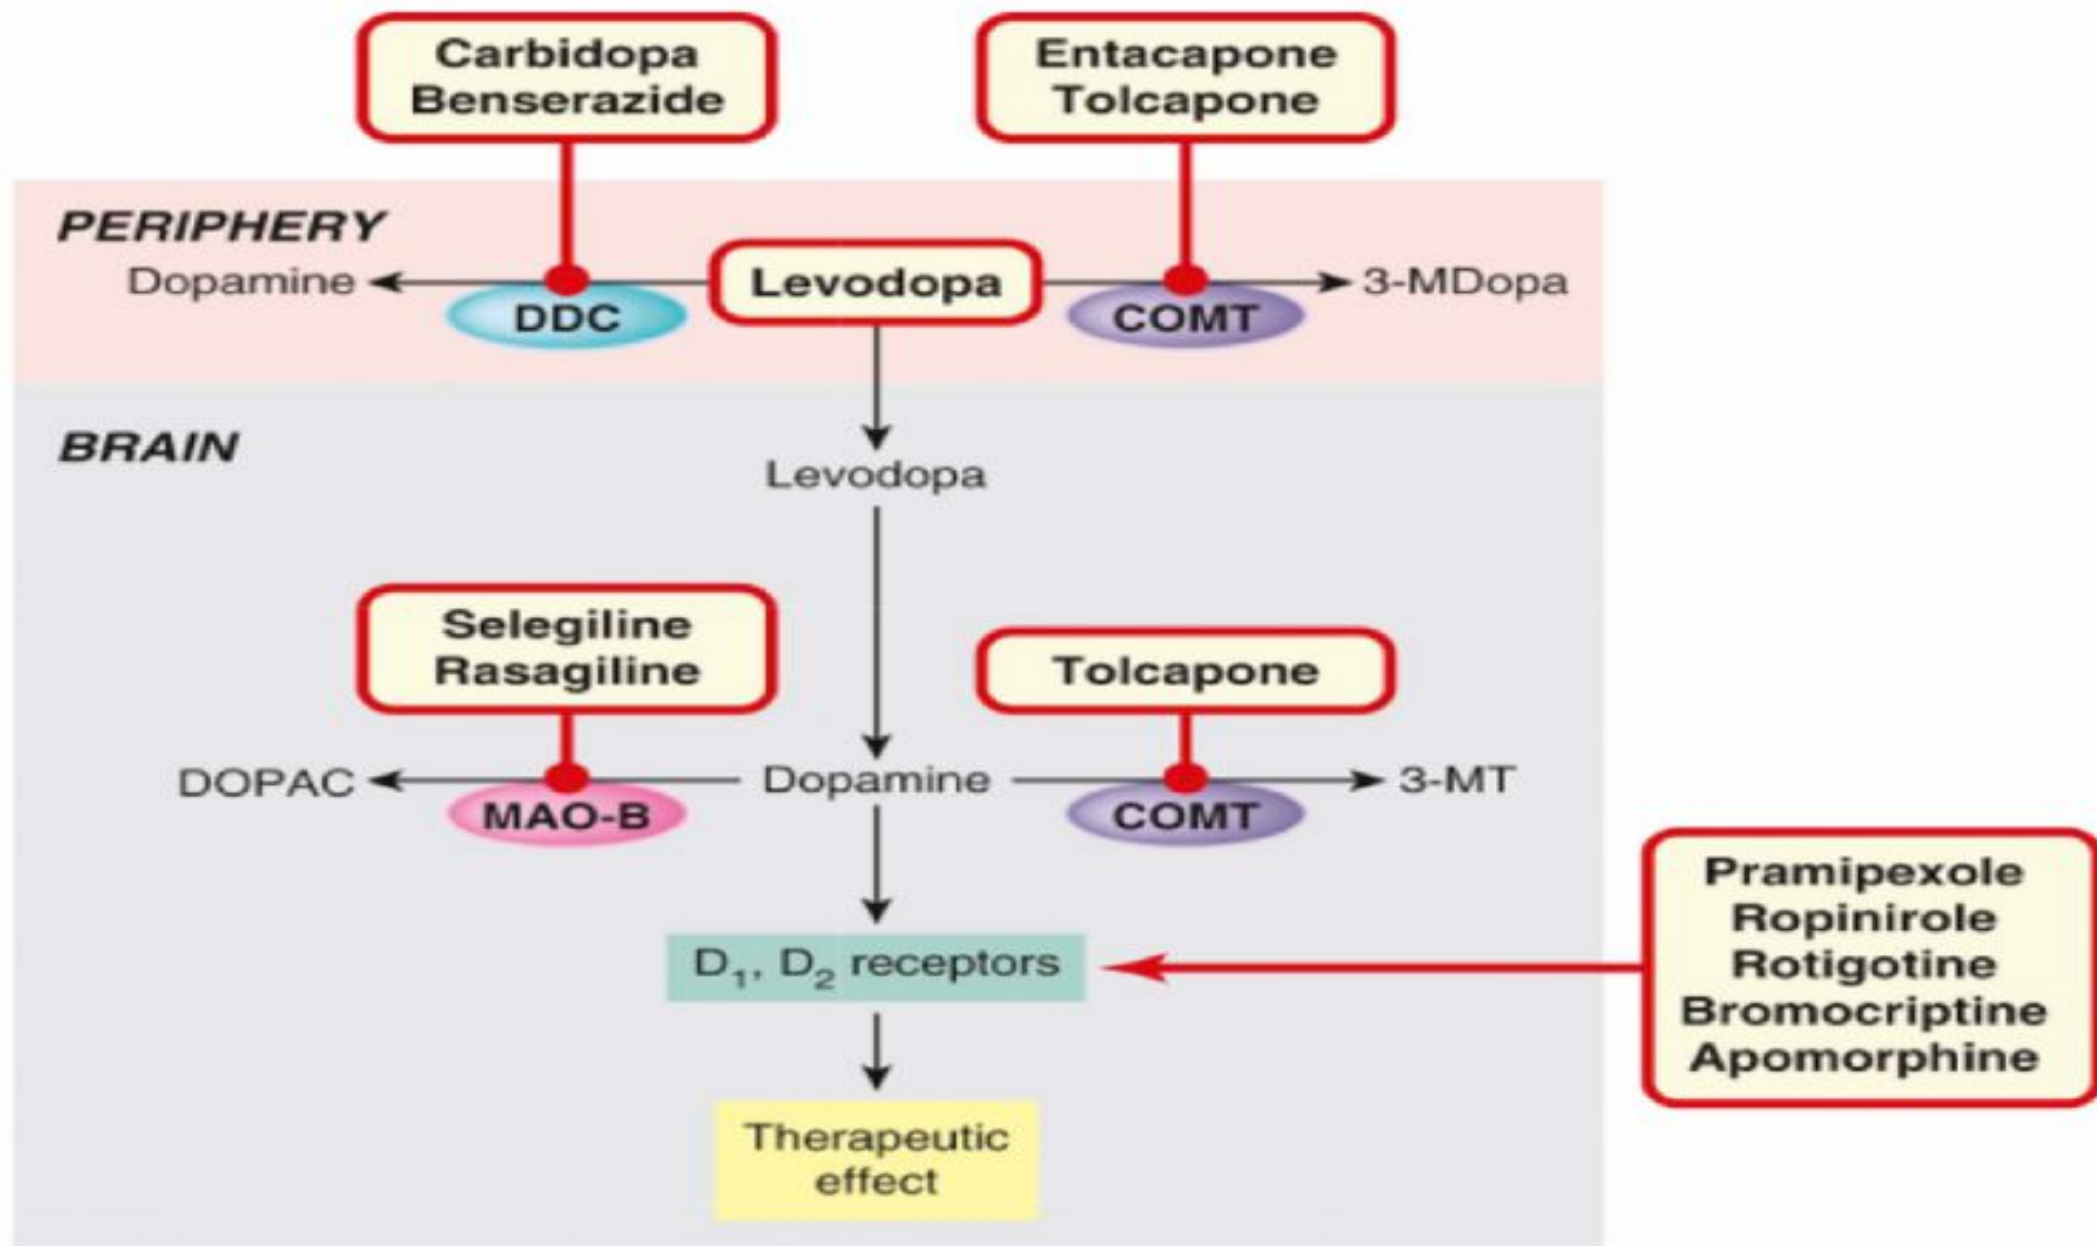 Carbidopa
Benserazide
Entacapone
Tolcapone
PERIPHERY
Dopamine
DDC
Levodopa
COMT
3-MDopa
BRAIN
Levodopa
Selegiline
Rasagiline
Tolcapone
DOPAC
MAO-B
Dopamine
COMT
3-MT
Pramipexole
Ropinirole
Rotigotine
Bromocriptine
Apomorphine
D₁, D₂ receptors
Therapeutic
effect